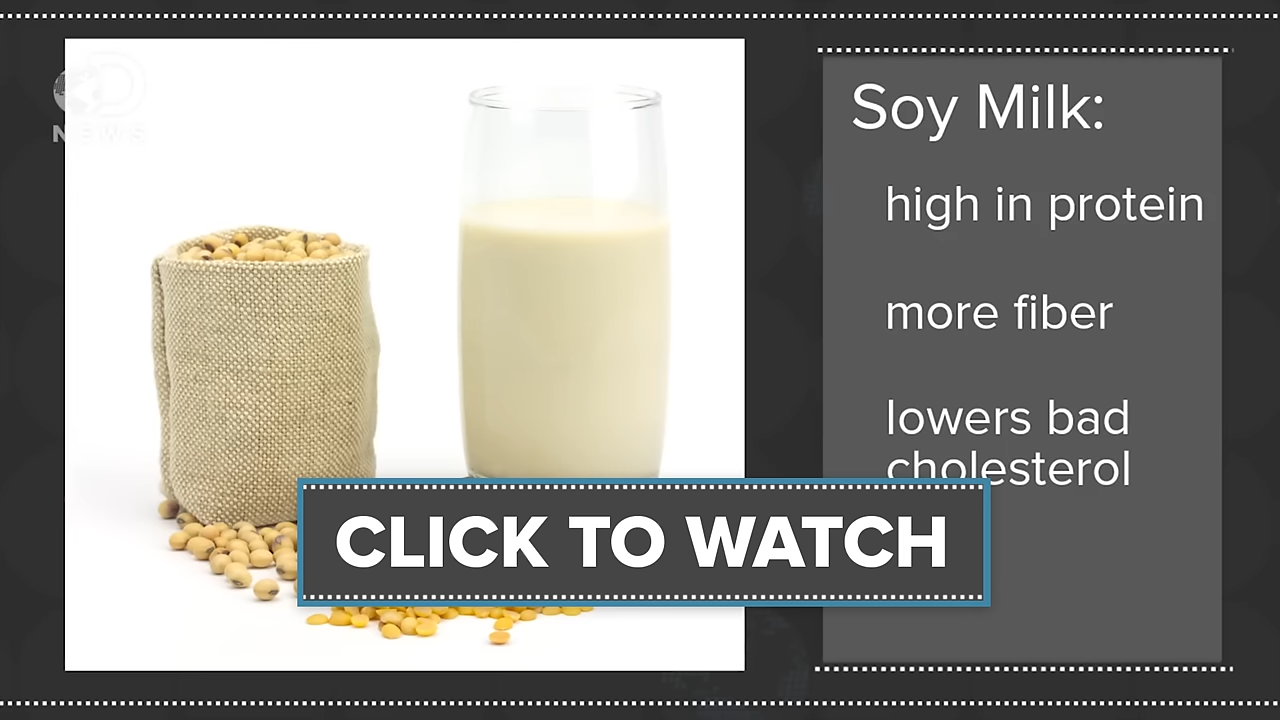 NEWS
Soy Milk:
high in protein
more fiber
lowers bad
cholesterol
CLICK TO WATCH